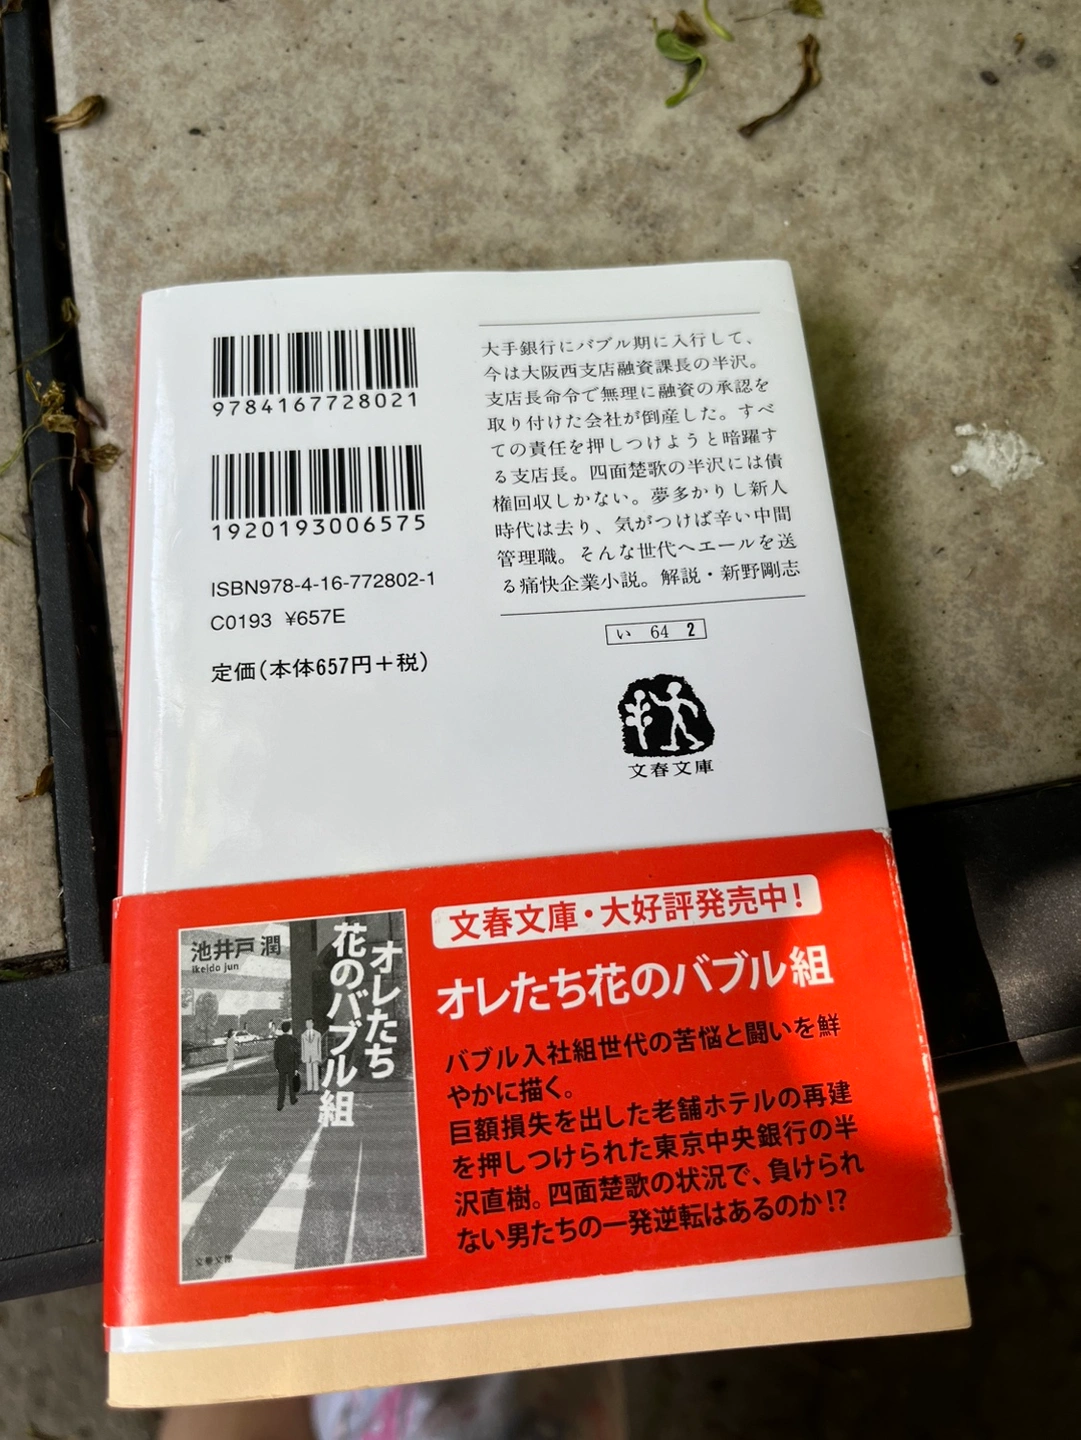 9784167728021
1920193006575
ISBN978-4-16-772802-1
C0193 ¥657E
定価(本体657円+税)
大手銀行にバブル期に入行して、
今は大阪西支店融資課長の半沢。
支店長命令で無理に融資の承認を
取り付けた会社が倒産した。すべ
ての責任を押しつけようと暗躍す
る支店長。四面楚歌の半沢には債
権回収しかない。夢多かりし新人
時代は去り、気がつけば辛い中間
管理職。そんな世代へエールを送
る痛快企業小説。解説・新野剛志
い 64 2
文春文庫
池井戸 潤
ikeido jun
オレたち
花のバブル組
文春文庫
文春文庫・大好評発売中!
オレたち花のバブル組
バブル入社組世代の苦悩と闘いを鮮
やかに描く。
巨額損失を出した老舗ホテルの再建
を押しつけられた東京中央銀行の半
沢直樹。四面楚歌の状況で、負けられ
ない男たちの一発逆転はあるのか!?